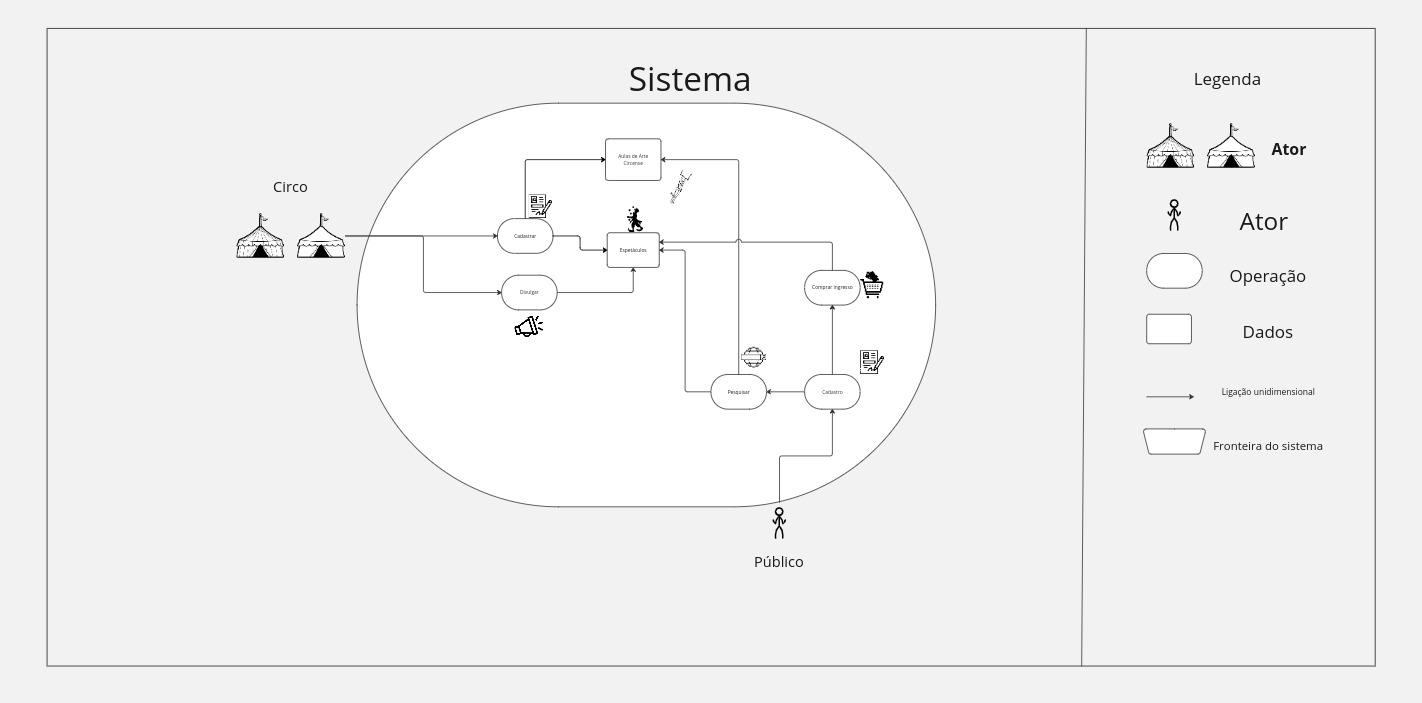 Sistema
Circo
Aulas de Arte
Circense
Cadastrar
Espetáculos
Divulgar
Comprar ingresso
Pesquisar
Cadastro
Público
Legenda
Ator
Ator
Operação
Dados
Ligação unidimensional
Fronteira do sistema